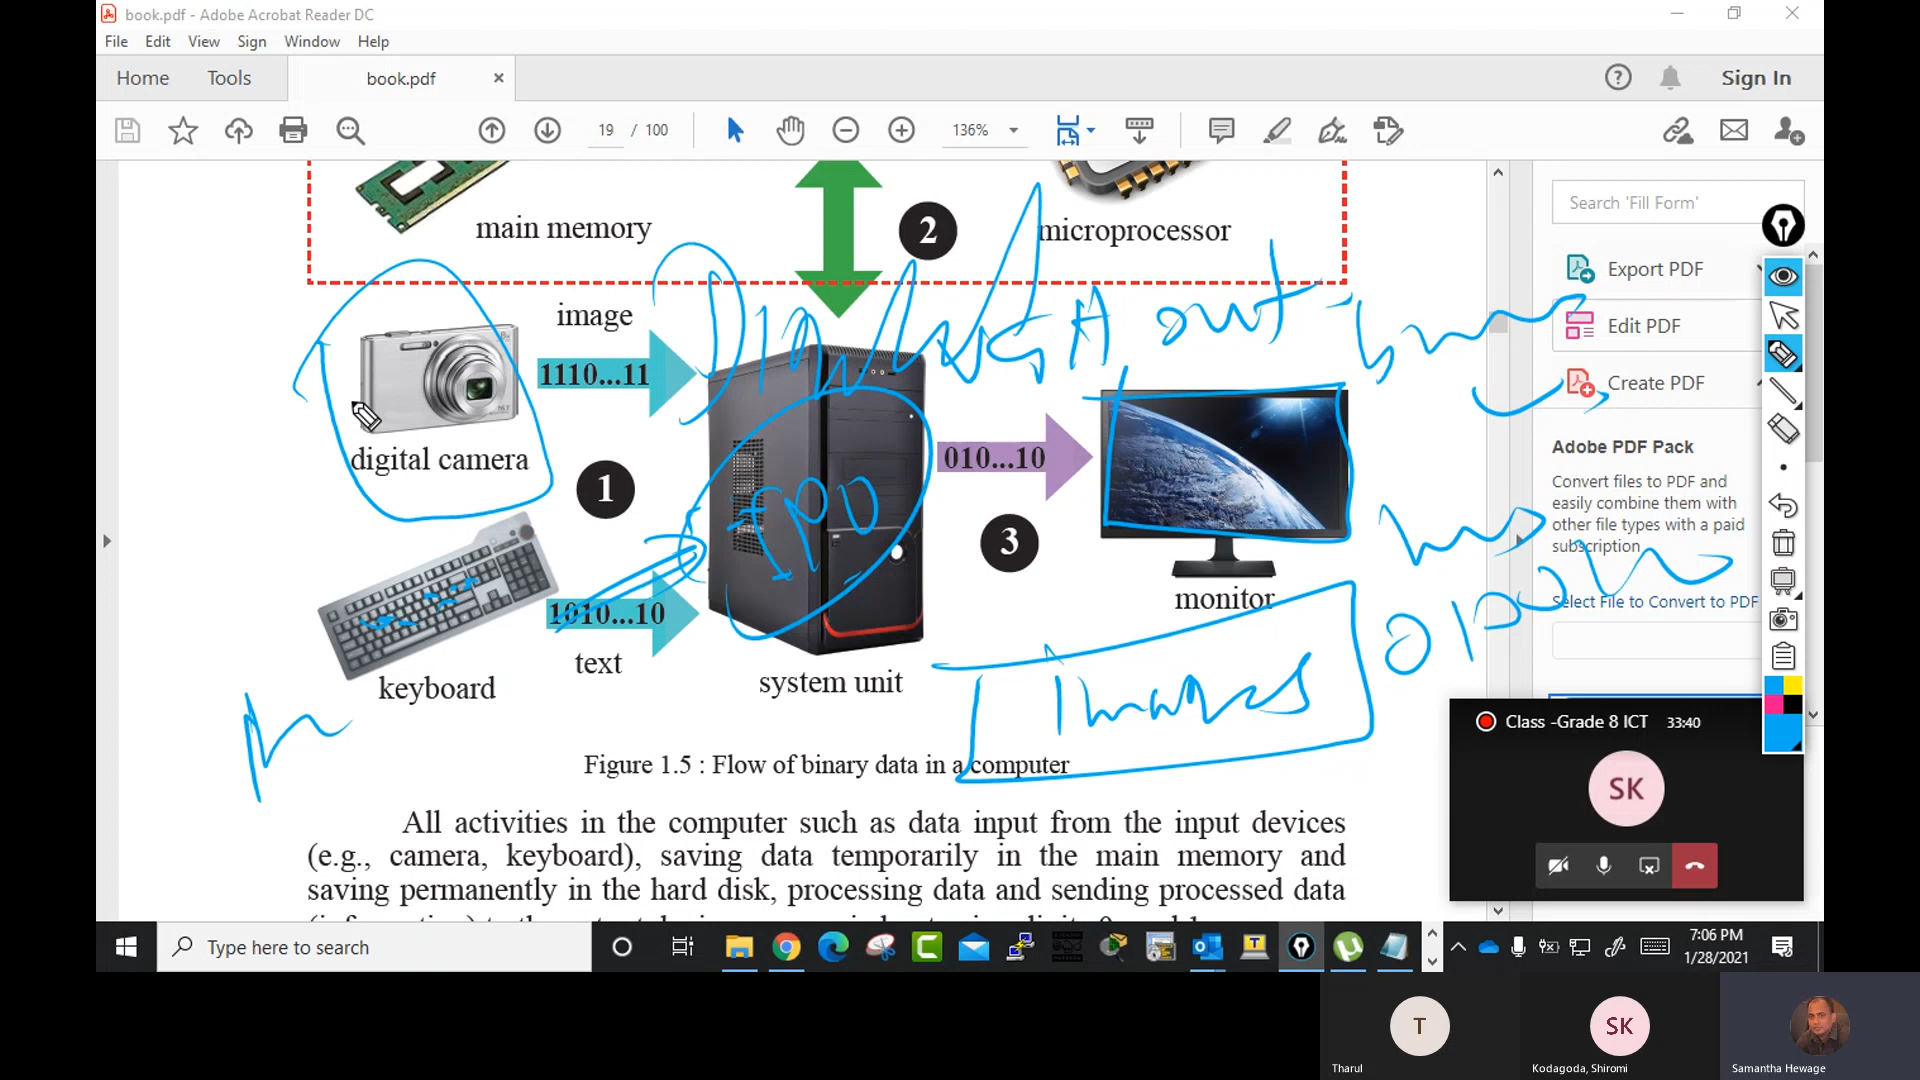 book.pdf - Adobe Acrobat Reader DC
File Edit View Sign Window Help
Home Tools book.pdf Sign In
19 / 100 136%
main memory
2
microprocessor
image
1110...11
digital camera
1
010...10
3
monitor
1010...10
text
keyboard
system unit
IPO
out
Images
Figure 1.5 : Flow of binary data in a computer
All activities in the computer such as data input from the input devices
(e.g., camera, keyboard), saving data temporarily in the main memory and
saving permanently in the hard disk, processing data and sending processed data
Search 'Fill Form'
Export PDF
Edit PDF
Create PDF
Adobe PDF Pack
Convert files to PDF and
easily combine them with
other file types with a paid
subscription
Select File to Convert to PDF
Class -Grade 8 ICT 33:40
SK
Type here to search
7:06 PM
1/28/2021
T
SK
Tharul
Kodagoda, Shiromi
Samantha Hewage